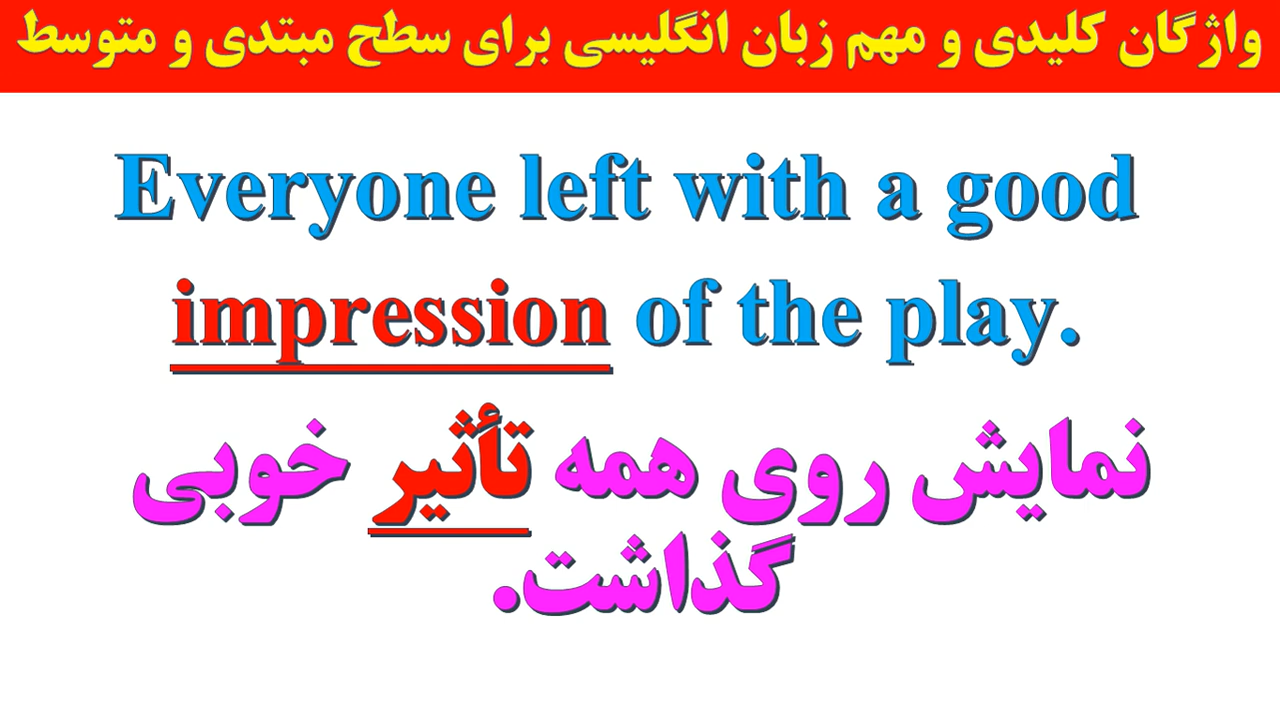 واژگان کلیدی و مهم زبان انگلیسی برای سطح مبتدی و متوسط
Everyone left with a good
impression of the play.
نمایش روی همه تأثیر خوبی
گذاشت.